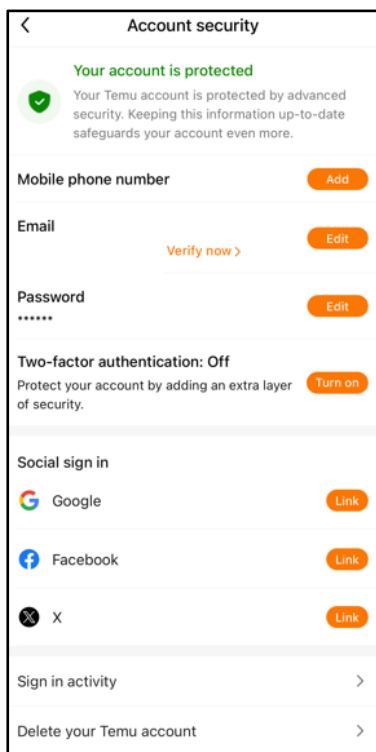 Account security
Your account is protected
Your Temu account is protected by advanced
security. Keeping this information up-to-date
safeguards your account even more.
Mobile phone number
Add
Email
Verify now >
Edit
Password
******
Edit
Two-factor authentication: Off
Protect your account by adding an extra layer
of security.
Turn on
Social sign in
Google
Link
Facebook
Link
X
Link
Sign in activity
Delete your Temu account